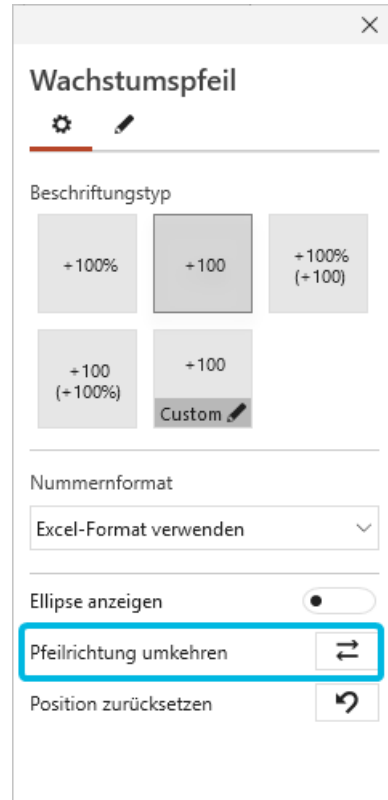 Wachstumspfeil
Beschriftungstyp
+100%
+100
+100%
(+100)
+100
(+100%)
+100
Custom
Nummernformat
Excel-Format verwenden
Ellipse anzeigen
Pfeilrichtung umkehren
Position zurücksetzen